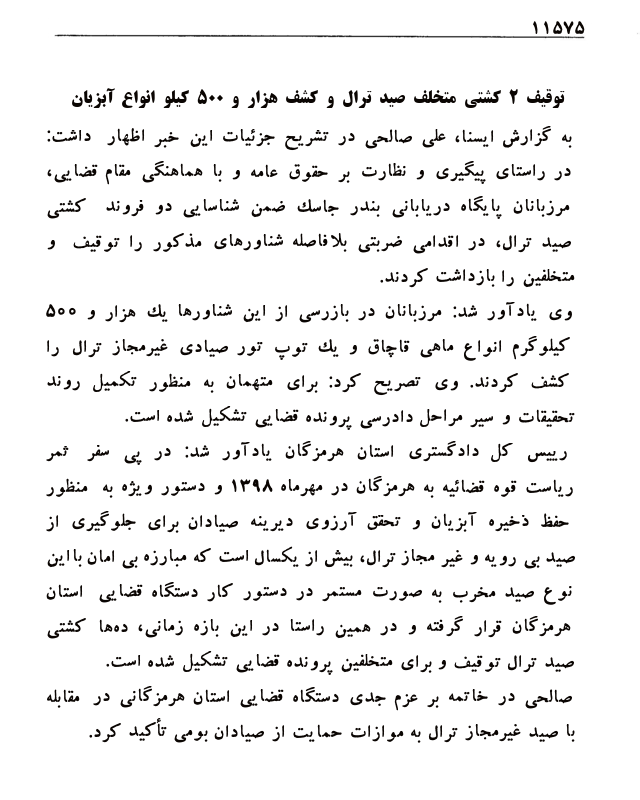 ۱۱۵۷۵
توقیف ۲ کشتی متخلف صید ترال و کشف هزار و ۵۰۰ کیلو انواع آبزیان
به گزارش ایسنا، علی صالحی در تشریح جزئیات این خبر اظهار داشت:
در راستای پیگیری و نظارت بر حقوق عامه و با هماهنگی مقام قضایی،
مرزبانان پایگاه دریابانی بندر جاسك ضمن شناسایی دو فروند کشتی
صید ترال، در اقدامی ضربتی بلافاصله شناورهای مذکور را توقیف و
متخلفین را بازداشت کردند.
وی یادآور شد: مرزبانان در بازرسی از این شناورها يك هزار و ۵۰۰
کیلوگرم انواع ماهی قاچاق و يك توپ تور صیادی غیرمجاز ترال را
کشف کردند. وی تصریح کرد: برای متهمان به منظور تکمیل روند
تحقیقات و سیر مراحل دادرسی پرونده قضایی تشکیل شده است.
رییس کل دادگستری استان هرمزگان یادآور شد: در پی سفر ثمر
ریاست قوه قضائیه به هرمزگان در مهرماه ۱۳۹۸ و دستور ویژه به منظور
حفظ ذخیره آبزیان و تحقق آرزوی دیرینه صیادان برای جلوگیری از
صید بی رویه و غیر مجاز ترال، بیش از یکسال است که مبارزه بی امان با این
نوع صید مخرب به صورت مستمر در دستور کار دستگاه قضایی استان
هرمزگان قرار گرفته و در همین راستا در این بازه زمانی، ده‌ها کشتی
صید ترال توقیف و برای متخلفین پرونده قضایی تشکیل شده است.
صالحی در خاتمه بر عزم جدی دستگاه قضایی استان هرمزگانی در مقابله
با صید غیرمجاز ترال به موازات حمایت از صیادان بومی تأکید کرد.